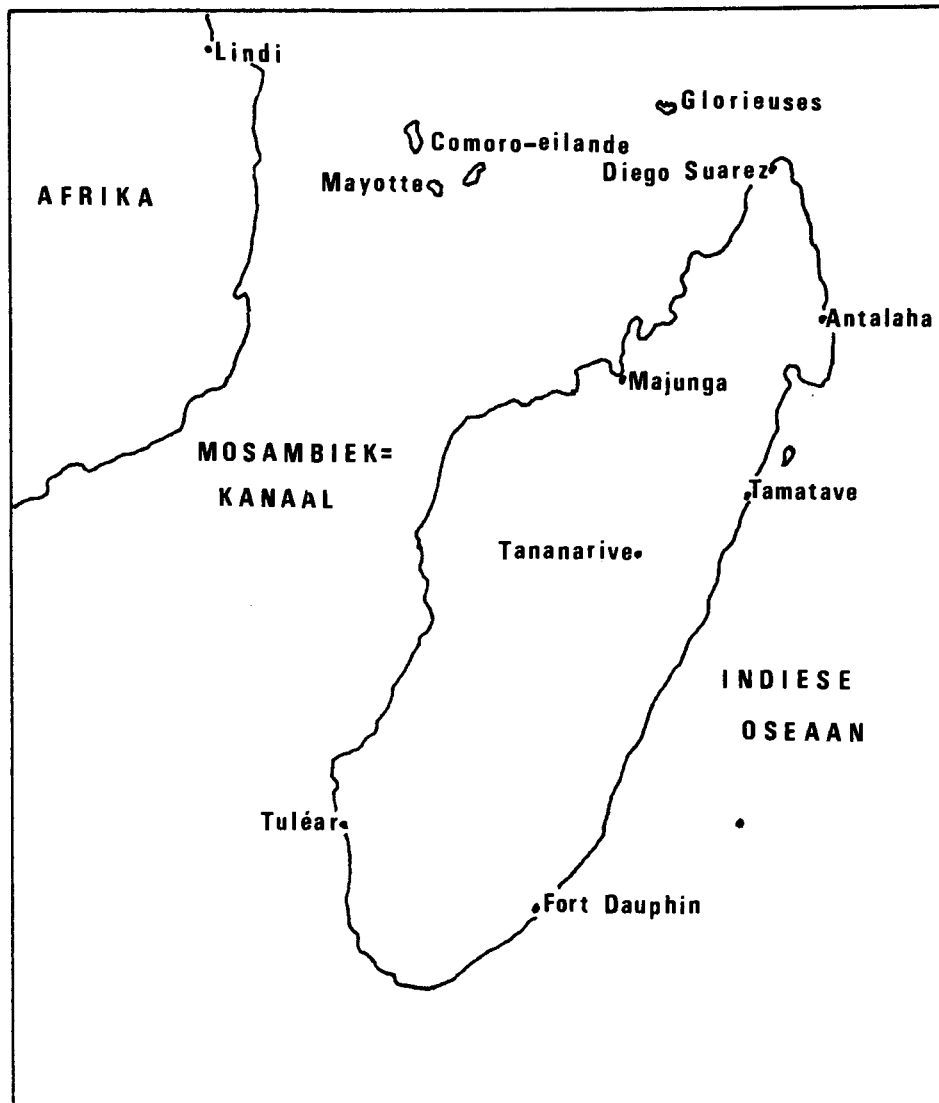 Lindi
Glorieuses
Comoro-eilande
Diego Suarez
Mayotte
AFRIKA
Antalaha
Majunga
MOSAMBIEK=
KANAAL
Tamatave
Tananarive
INDIESE
OSEAAN
Tuléar
Fort Dauphin